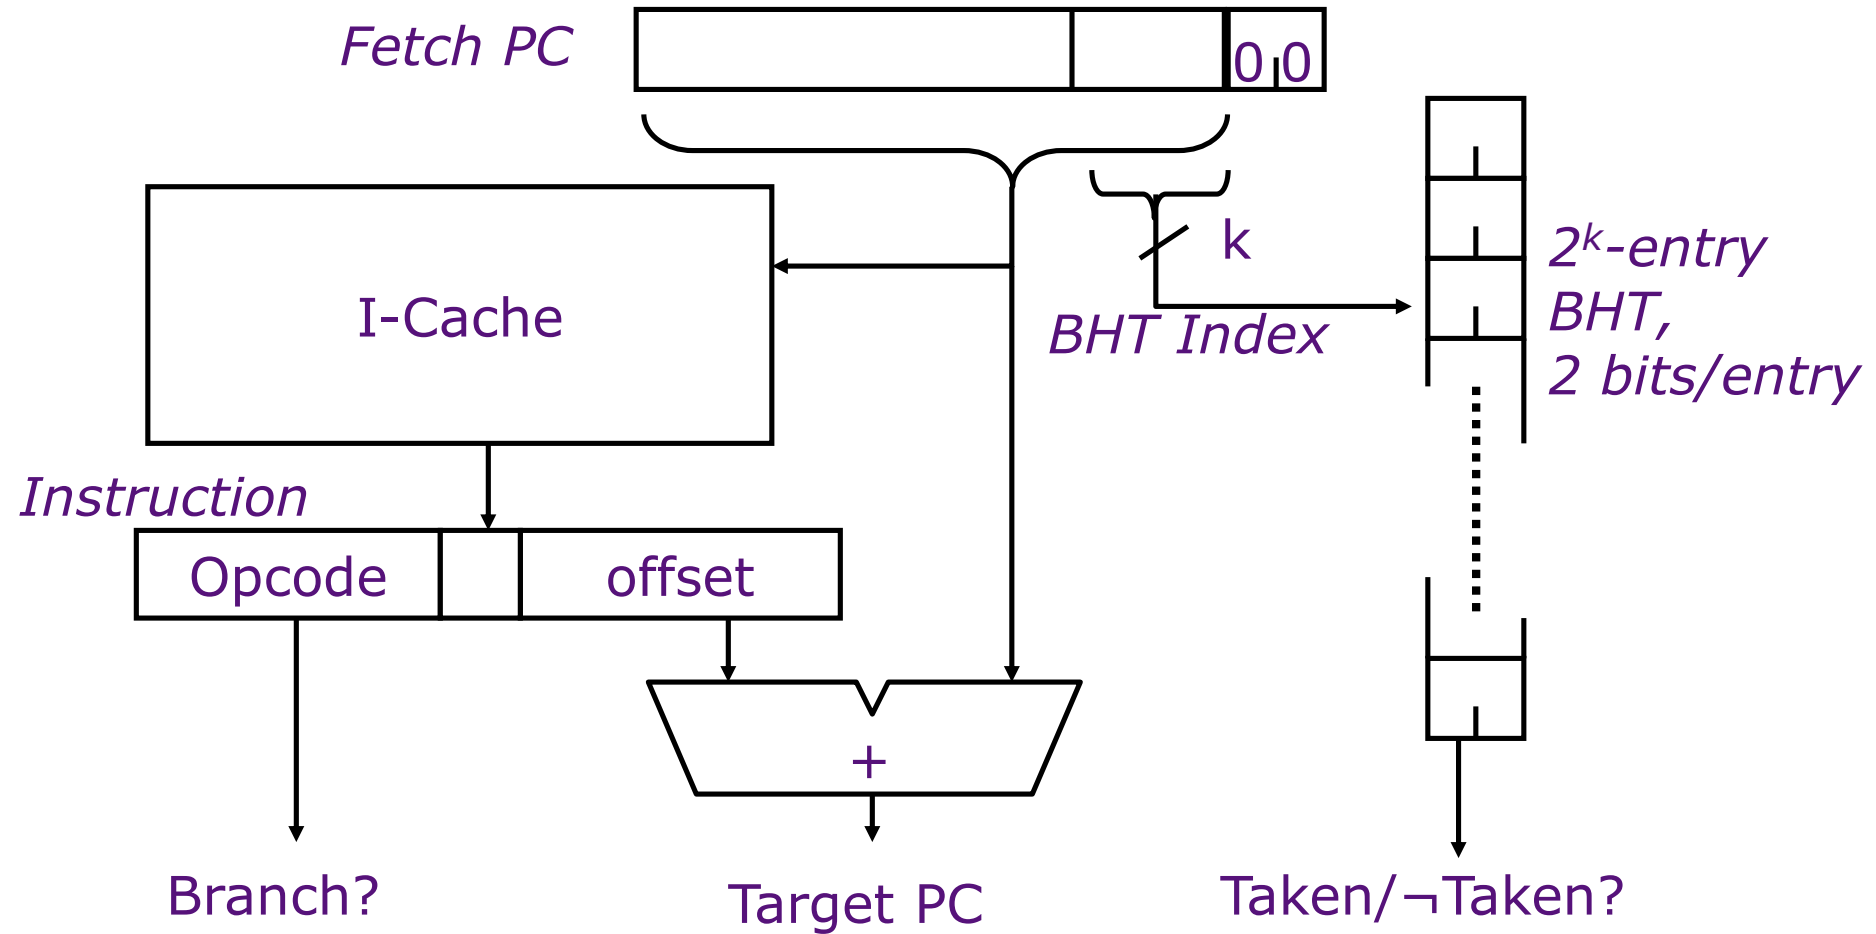 Fetch PC
0 0
k
I-Cache
BHT Index
2ᵏ-entry
BHT,
2 bits/entry
Instruction
Opcode
offset
+
Branch?
Target PC
Taken/¬Taken?